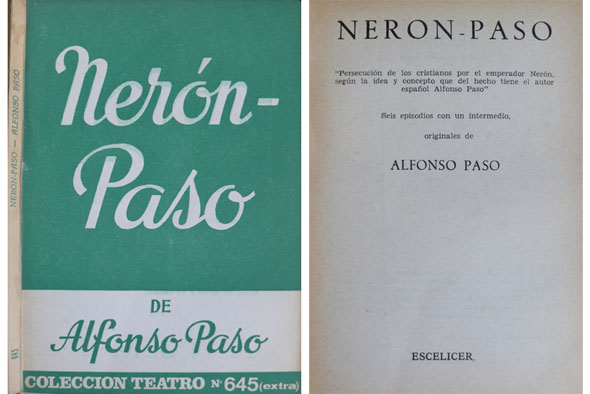 NERON-PASO — ALFONSO PASO
645
Nerón-
Paso
DE
Alfonso Paso
COLECCION TEATRO Nº 645 (extra)
NERON-PASO
"Persecución de los cristianos por el emperador Nerón,
según la idea y concepto que del hecho tiene el autor
español Alfonso Paso"
Seis episodios con un intermedio,
originales de
ALFONSO PASO
ESCELICER